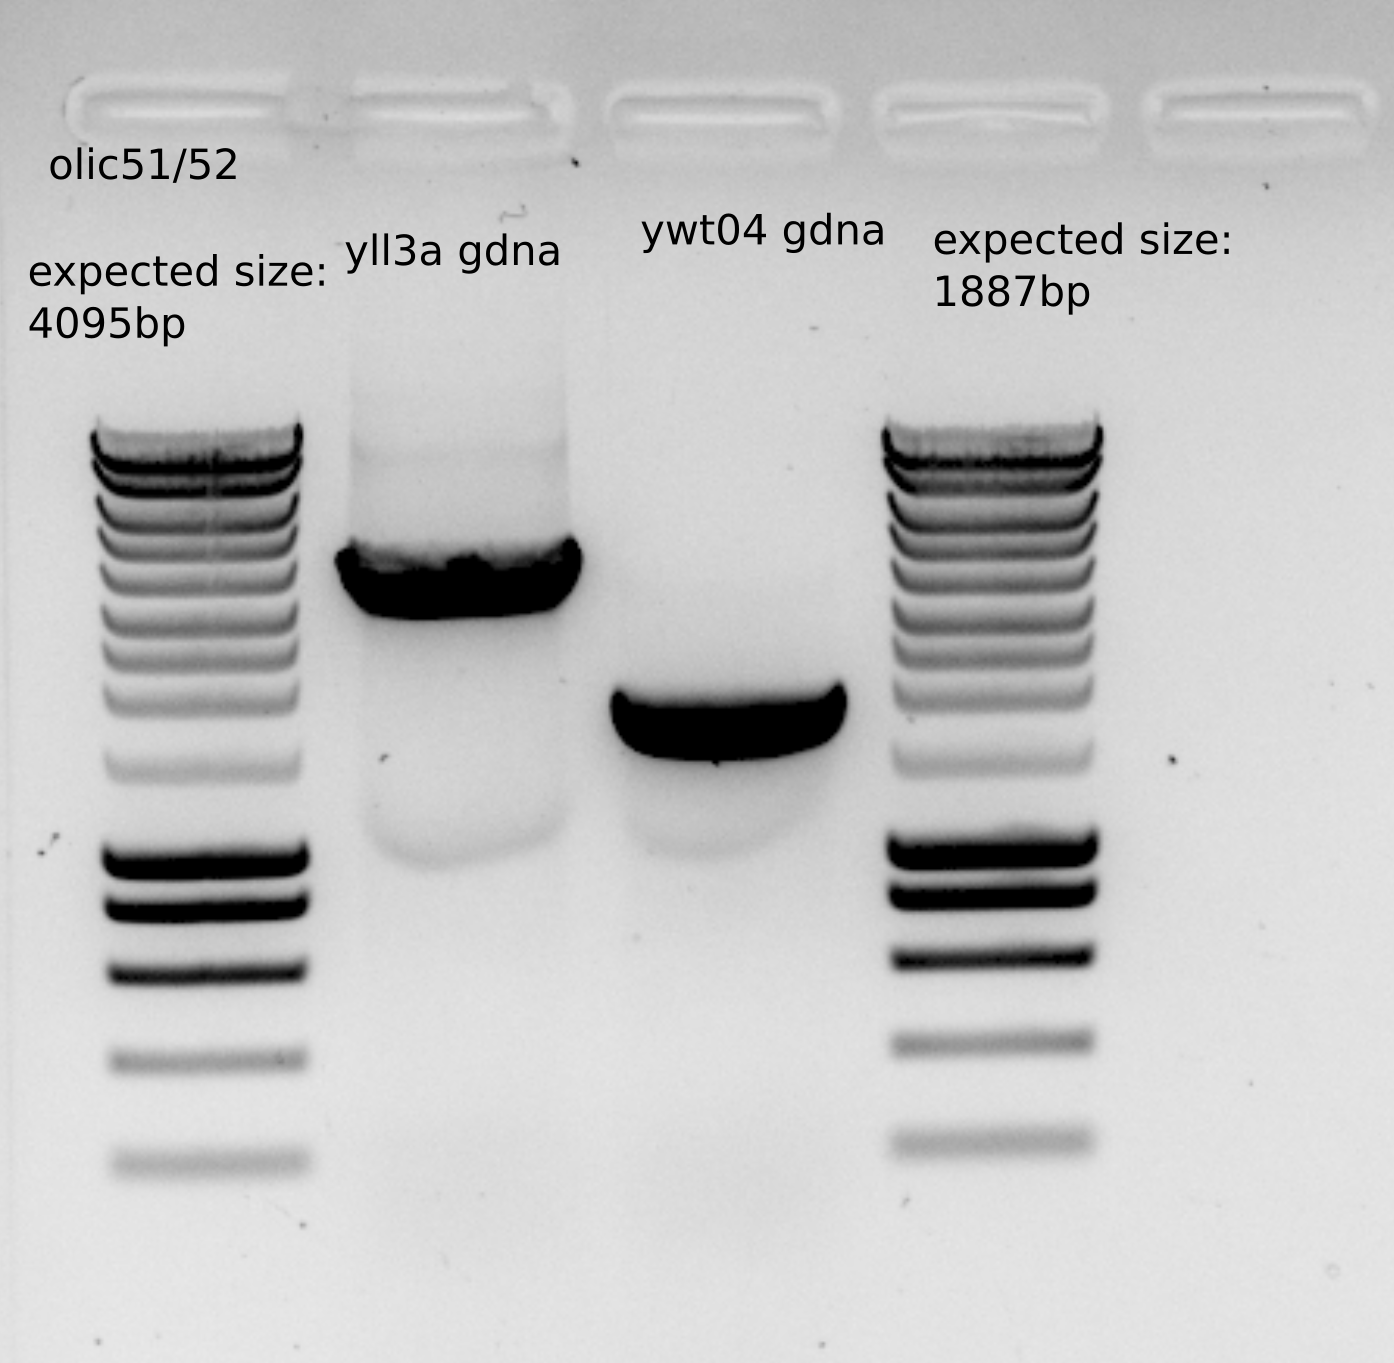 olic51/52
expected size:
4095bp
yll3a gdna
ywt04 gdna
expected size:
1887bp